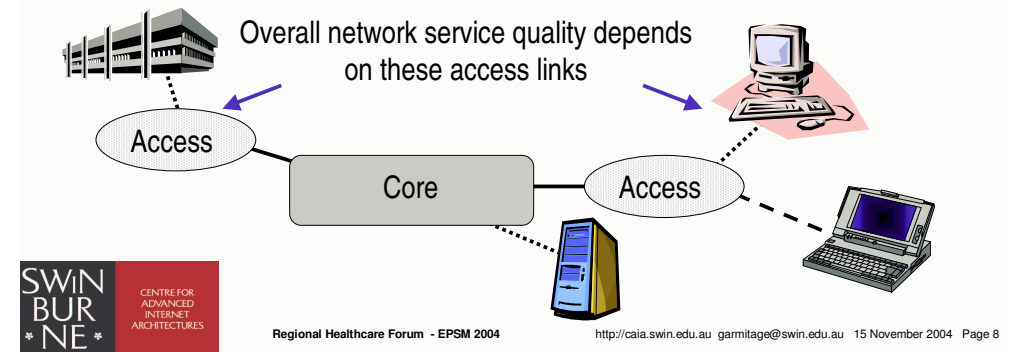 Overall network service quality depends
on these access links
Access
Core
Access
SWiN
BUR
* NE *
CENTRE FOR
ADVANCED
INTERNET
ARCHITECTURES
Regional Healthcare Forum - EPSM 2004
http://caia.swin.edu.au garmitage@swin.edu.au 15 November 2004 Page 8